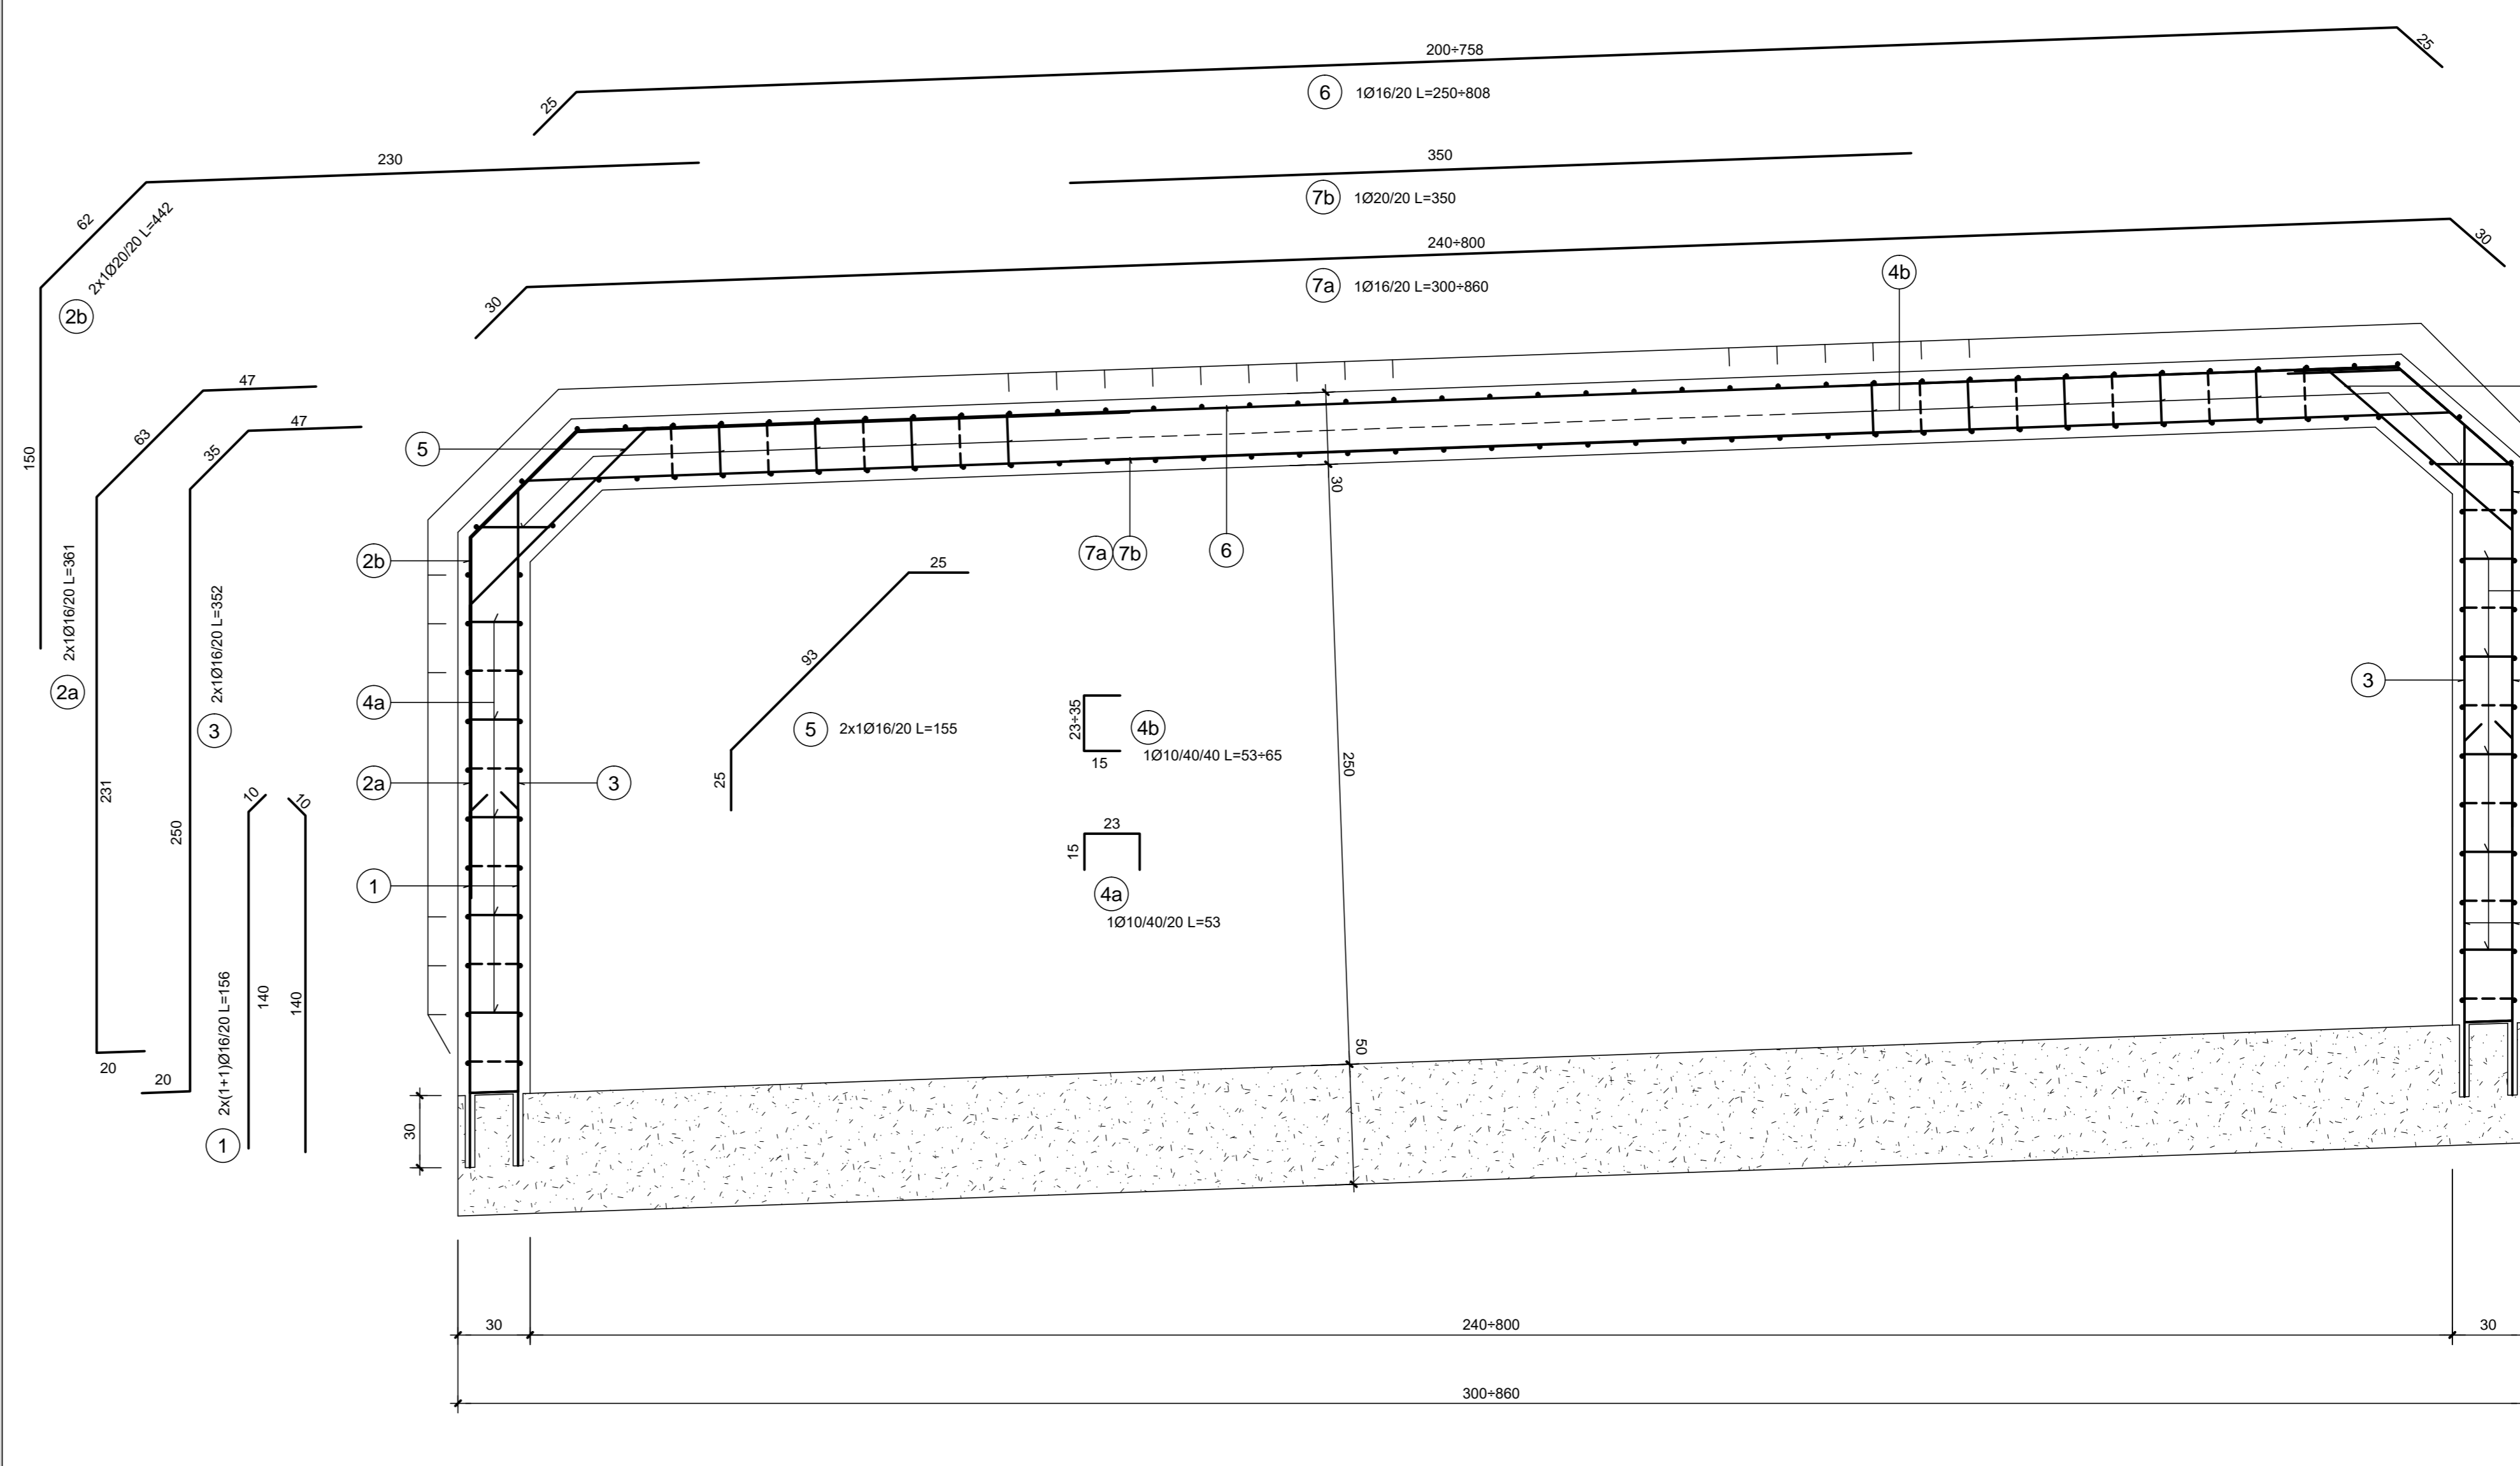 200÷758
25
25
6
1Ø16/20 L=250÷808
230
350
7b
1Ø20/20 L=350
62
2x1Ø20/20 L=442
2b
150
240÷800
30
30
7a
1Ø16/20 L=300÷860
4b
47
63
47
35
5
30
2b
7a
7b
6
2x1Ø16/20 L=361
2a
231
20
2x1Ø16/20 L=352
3
250
20
4a
2a
3
1
25
93
25
5
2x1Ø16/20 L=155
23÷35
15
4b
1Ø10/40/40 L=53÷65
23
15
4a
1Ø10/40/20 L=53
250
3
10
10
2x(1+1)Ø16/20 L=156
140
140
1
50
30
30
240÷800
30
300÷860